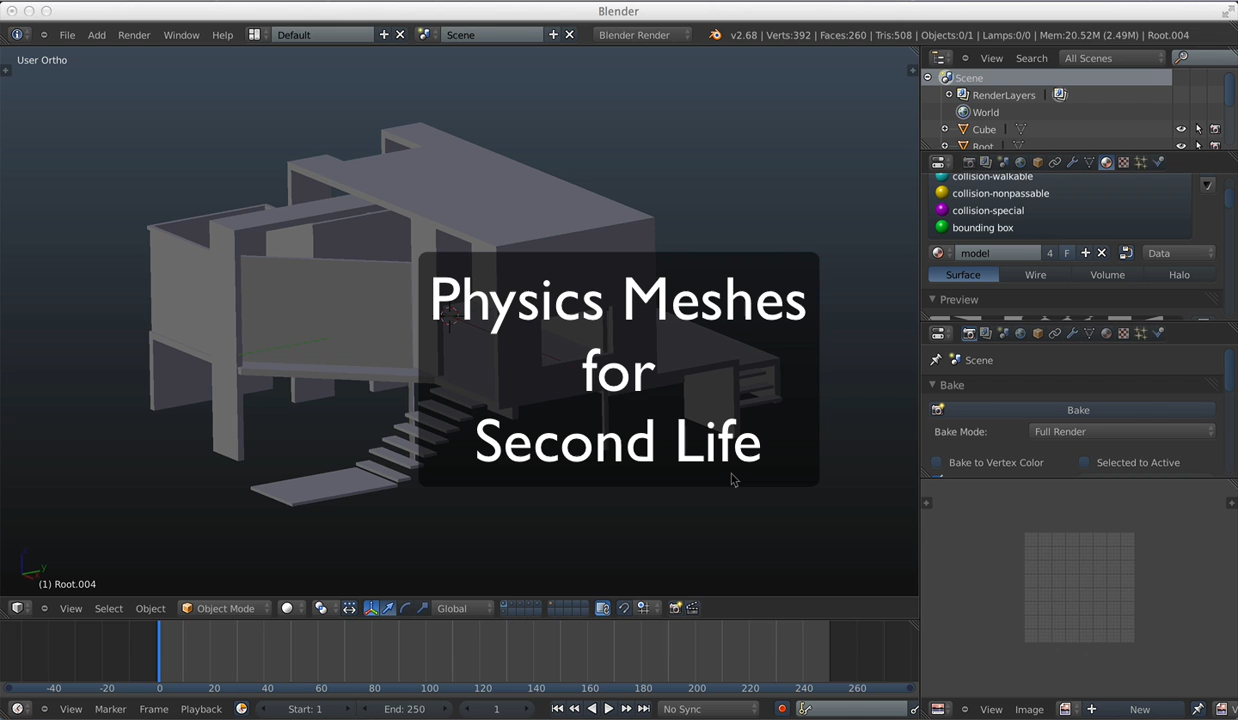 Blender
File Add Render Window Help Default Scene Blender Render v2.68 | Verts:392 | Faces:260 | Tris:508 | Objects:0/1 | Lamps:0/0 | Mem:20.52M (2.49M) | Root.004
User Ortho
View Search All Scenes
Scene
RenderLayers
World
Cube
Root
collision-walkable
collision-nonpassable
collision-special
bounding box
model 4 F Data
Surface Wire Volume Halo
Preview
Physics Meshes
for
Second Life
Scene
Bake
Bake
Bake Mode: Full Render
Bake to Vertex Color Selected to Active
(1) Root.004
View Select Object Object Mode Global
-40 -20 0 20 40 60 80 100 120 140 160 180 200 220 240 260
View Marker Frame Playback Start: 1 End: 250 1 No Sync
View Image New V